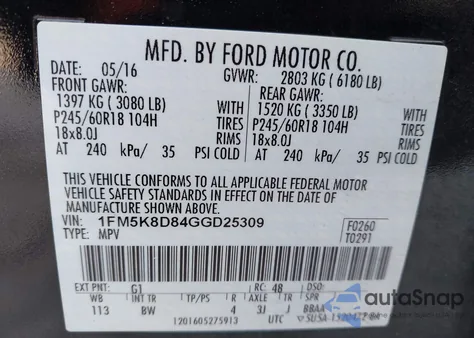 MFD. BY FORD MOTOR CO.
DATE: 05/16 GVWR: 2803 KG ( 6180 LB)
FRONT GAWR: REAR GAWR:
1397 KG ( 3080 LB) 1520 KG ( 3350 LB)
P245/60R18 104H WITH TIRES P245/60R18 104H WITH TIRES
18x8.0J RIMS 18x8.0J RIMS
AT 240 kPa/ 35 PSI COLD AT 240 kPa/ 35 PSI COLD
THIS VEHICLE CONFORMS TO ALL APPLICABLE FEDERAL MOTOR
VEHICLE SAFETY STANDARDS IN EFFECT ON THE DATE OF
MANUFACTURE SHOWN ABOVE.
VIN: 1FM5K8D84GGD25309 F0260
TYPE: MPV T0291
EXT PNT: G1 RC: 48 DSO:
WB INT TR TP/PS R AXLE TR SPR
113 BW 4 3J J BBAA
1201605275913 UTC
autoSnap